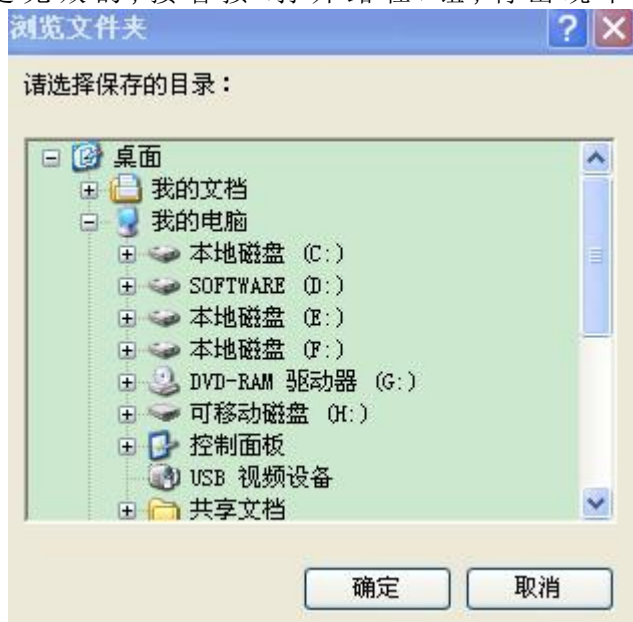 浏览文件夹
请选择保存的目录：
桌面
我的文档
我的电脑
本地磁盘 (C:)
SOFTWARE (D:)
本地磁盘 (E:)
本地磁盘 (F:)
DVD-RAM 驱动器 (G:)
可移动磁盘 (H:)
控制面板
USB 视频设备
共享文档
确定
取消